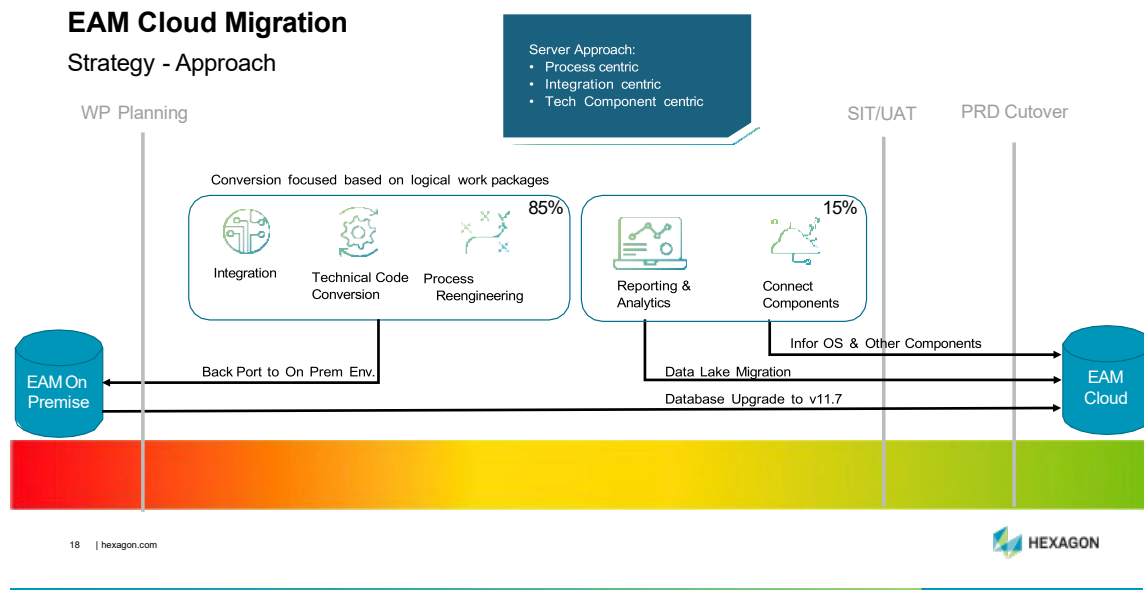 EAM Cloud Migration
Strategy - Approach
Server Approach:
• Process centric
• Integration centric
• Tech Component centric
WP Planning
SIT/UAT
PRD Cutover
Conversion focused based on logical work packages
85%
15%
Integration
Technical Code
Conversion
Process
Reengineering
Reporting &
Analytics
Connect
Components
Infor OS & Other Components
Back Port to On Prem Env.
Data Lake Migration
Database Upgrade to v11.7
EAM On
Premise
EAM
Cloud
18 | hexagon.com
HEXAGON